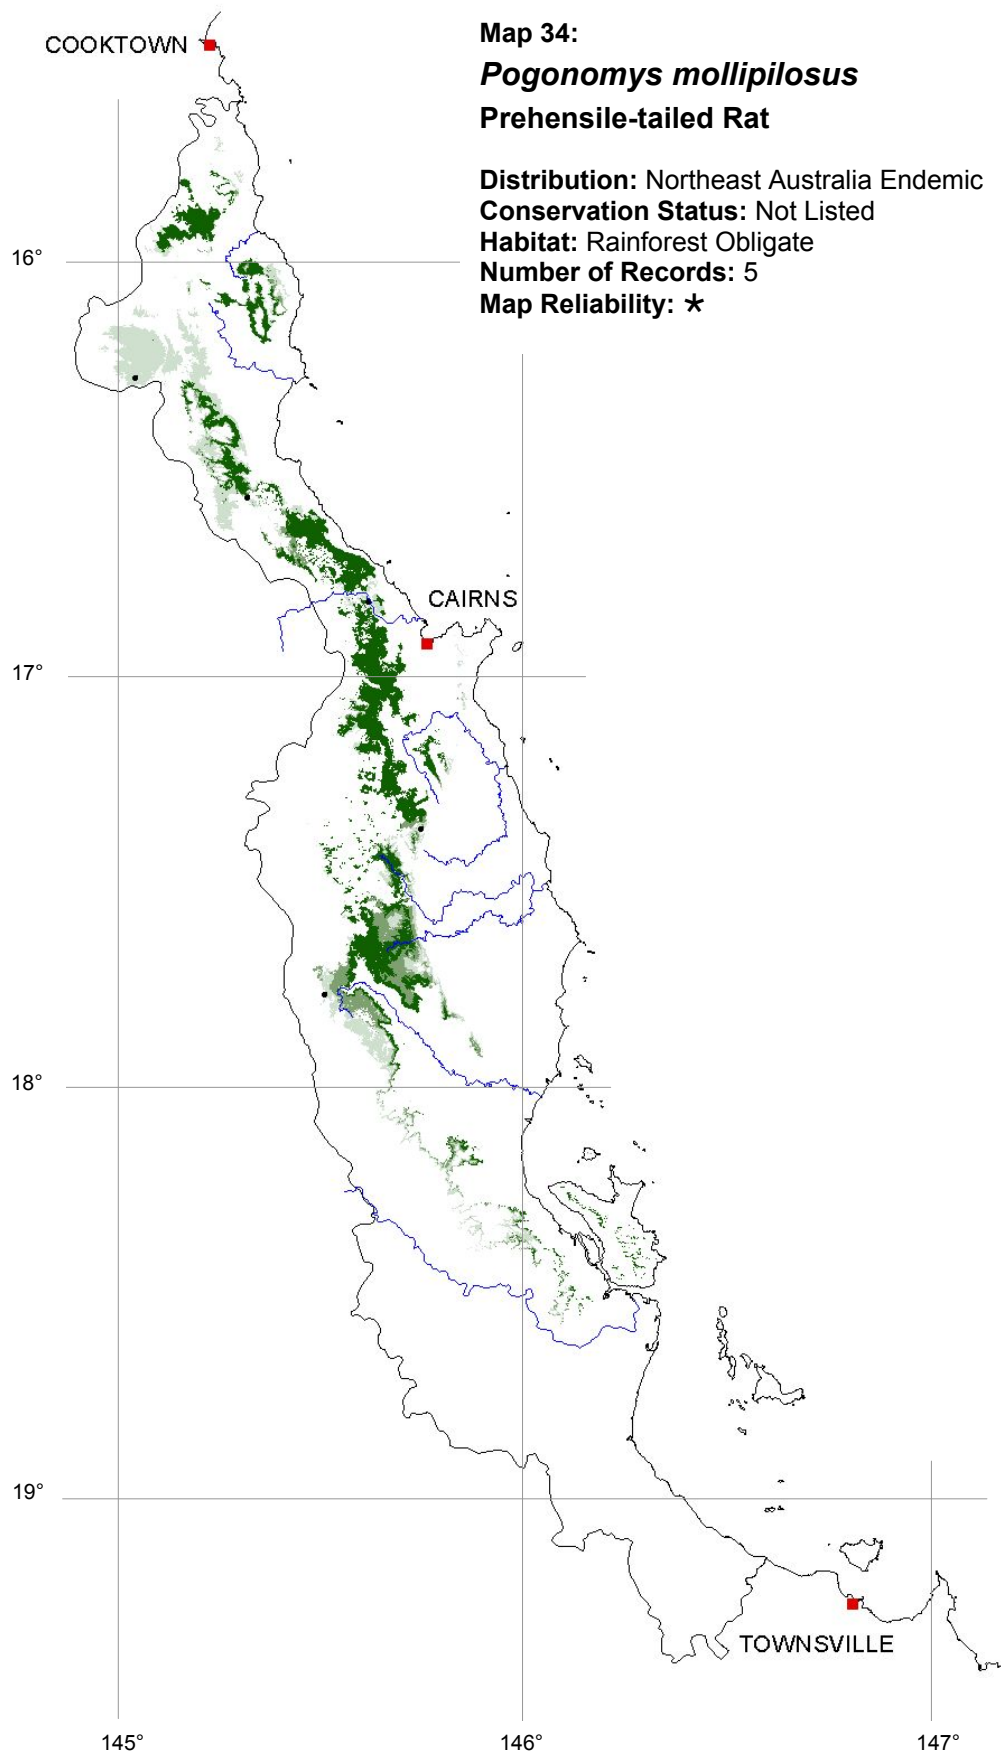 Map 34:
Pogonomys mollipilosus
Prehensile-tailed Rat
Distribution: Northeast Australia Endemic
Conservation Status: Not Listed
Habitat: Rainforest Obligate
Number of Records: 5
Map Reliability: ★
COOKTOWN
16°
CAIRNS
17°
18°
19°
TOWNSVILLE
145°
146°
147°